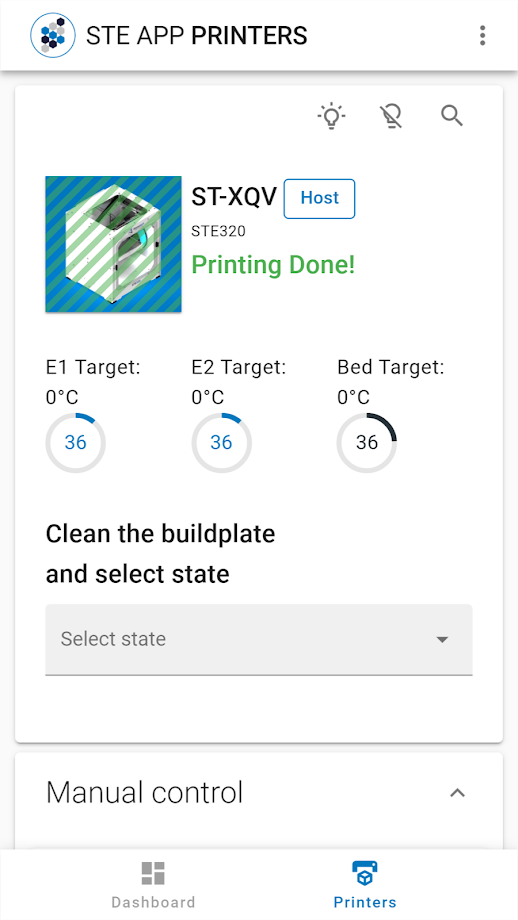 STE APP PRINTERS
ST-XQV Host
STE320
Printing Done!
E1 Target: E2 Target: Bed Target:
0°C 0°C 0°C
36 36 36
Clean the buildplate
and select state
Select state
Manual control
Dashboard Printers